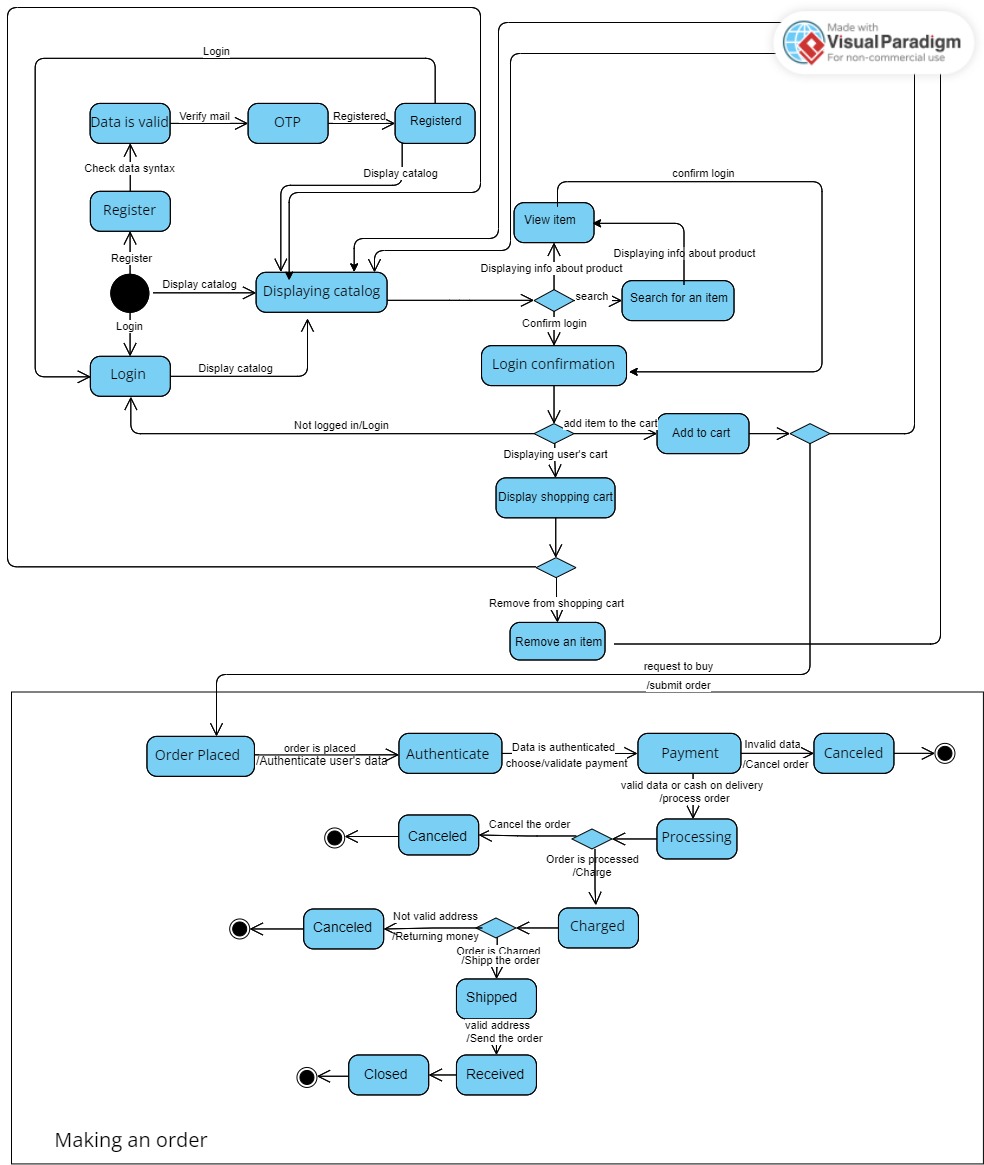 Made with
VisualParadigm
For non-commercial use
Login
Data is valid
Verify mail
OTP
Registered
Registerd
Check data syntax
Display catalog
confirm login
Register
View item
Register
Displaying info about product
Displaying info about product
Display catalog
Displaying catalog
search
Search for an item
Login
Confirm login
Login
Display catalog
Login confirmation
Not logged in/Login
add item to the cart
Add to cart
Displaying user's cart
Display shopping cart
Remove from shopping cart
Remove an item
request to buy
/submit order
Order Placed
order is placed
/Authenticate user's data
Authenticate
Data is authenticated
choose/validate payment
Payment
Invalid data
/Cancel order
Canceled
valid data or cash on delivery
/process order
Canceled
Cancel the order
Processing
Order is processed
/Charge
Canceled
Not valid address
/Returning money
Charged
Order is Charged
/Shipp the order
Shipped
valid address
/Send the order
Closed
Received
Making an order